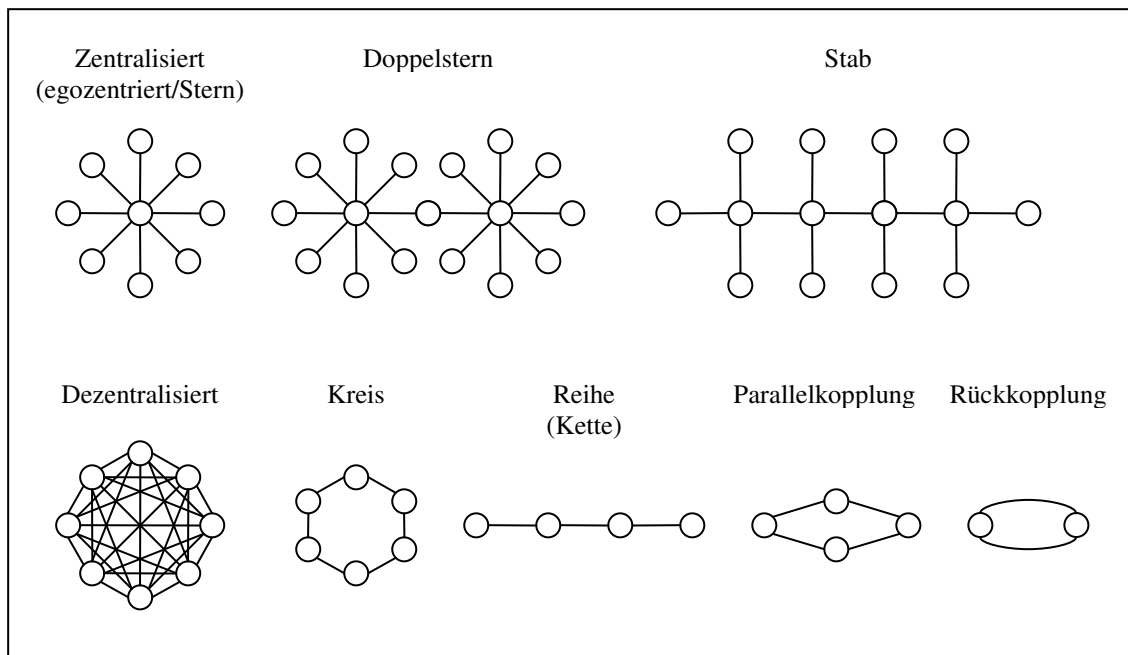 Zentralisiert
(egozentriert/Stern)
Doppelstern
Stab
Dezentralisiert
Kreis
Reihe
(Kette)
Parallelkopplung
Rückkopplung